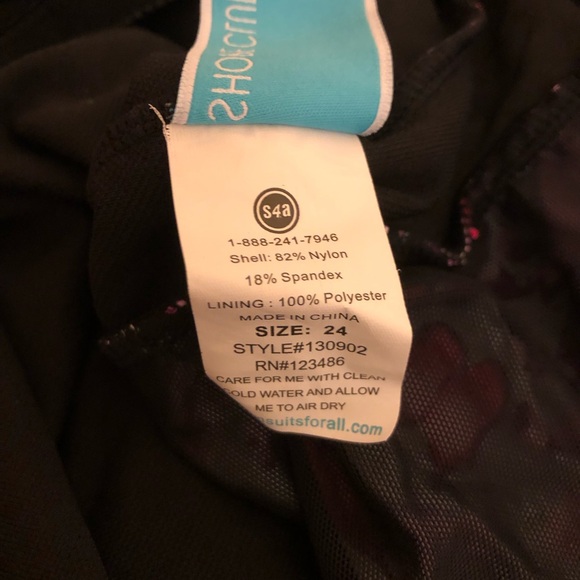 s4a
1-888-241-7946
Shell: 82% Nylon
18% Spandex
LINING : 100% Polyester
MADE IN CHINA
SIZE: 24
STYLE#130902
RN#123486
CARE FOR ME WITH CLEAN
COLD WATER AND ALLOW
ME TO AIR DRY
suitsforall.com